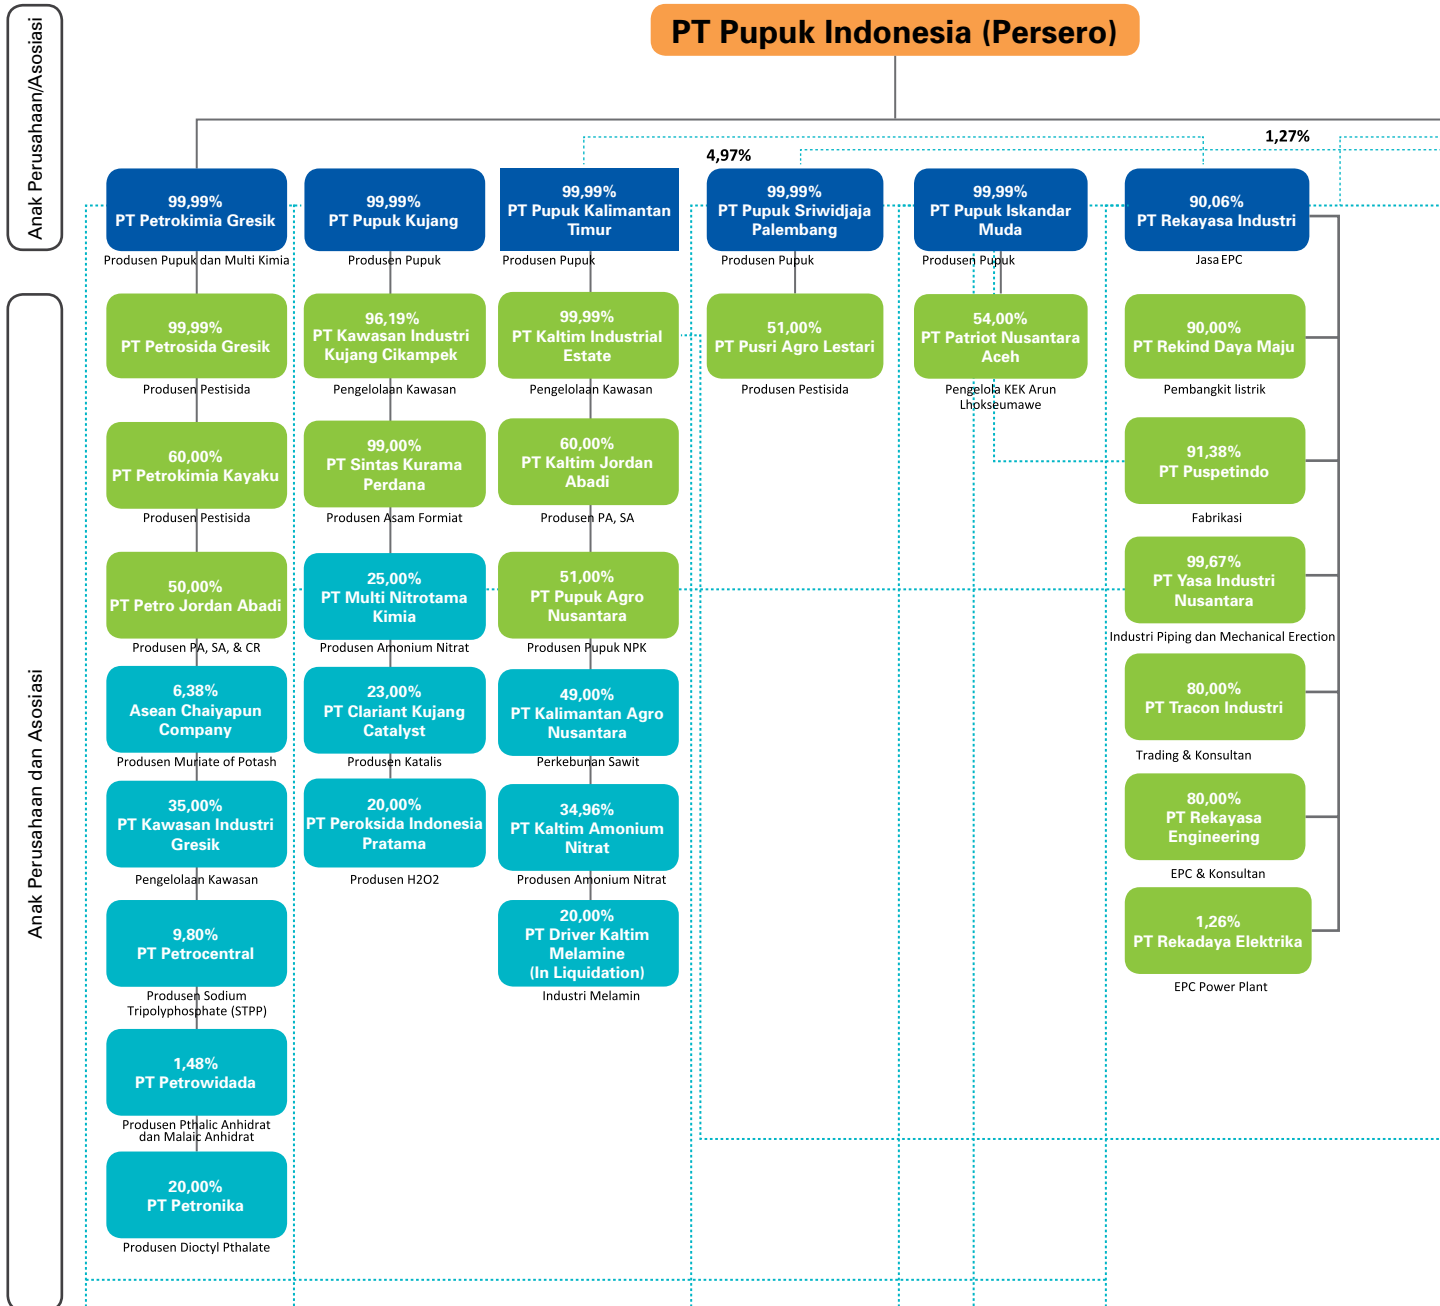 PT Pupuk Indonesia (Persero)
Anak Perusahaan/Asosiasi
1,27%
4,97%
99,99%
PT Petrokimia Gresik
Produsen Pupuk dan Multi Kimia
99,99%
PT Pupuk Kujang
Produsen Pupuk
99,99%
PT Pupuk Kalimantan
Timur
Produsen Pupuk
99,99%
PT Pupuk Sriwidjaja
Palembang
Produsen Pupuk
99,99%
PT Pupuk Iskandar
Muda
Produsen Pupuk
90,06%
PT Rekayasa Industri
Jasa EPC
Anak Perusahaan dan Asosiasi
99,99%
PT Petrosida Gresik
Produsen Pestisida
60,00%
PT Petrokimia Kayaku
Produsen Pestisida
50,00%
PT Petro Jordan Abadi
Produsen PA, SA, & CR
6,38%
Asean Chaiyapun
Company
Produsen Muriate of Potash
35,00%
PT Kawasan Industri
Gresik
Pengelolaan Kawasan
9,80%
PT Petrocentral
Produsen Sodium
Tripolyphosphate (STPP)
1,48%
PT Petrowidada
Produsen Pthalic Anhidrat
dan Malaic Anhidrat
20,00%
PT Petronika
Produsen Dioctyl Pthalate
96,19%
PT Kawasan Industri
Kujang Cikampek
Pengelolaan Kawasan
99,00%
PT Sintas Kurama
Perdana
Produsen Asam Formiat
25,00%
PT Multi Nitrotama
Kimia
Produsen Amonium Nitrat
23,00%
PT Clariant Kujang
Catalyst
Produsen Katalis
20,00%
PT Peroksida Indonesia
Pratama
Produsen H2O2
99,99%
PT Kaltim Industrial
Estate
Pengelolaan Kawasan
60,00%
PT Kaltim Jordan
Abadi
Produsen PA, SA
51,00%
PT Pupuk Agro
Nusantara
Produsen Pupuk NPK
49,00%
PT Kalimantan Agro
Nusantara
Perkebunan Sawit
34,96%
PT Kaltim Amonium
Nitrat
Produsen Amonium Nitrat
20,00%
PT Driver Kaltim
Melamine
(In Liquidation)
Industri Melamin
51,00%
PT Pusri Agro Lestari
Produsen Pestisida
54,00%
PT Patriot Nusantara
Aceh
Pengelola KEK Arun
Lhokseumawe
90,00%
PT Rekind Daya Maju
Pembangkit listrik
91,38%
PT Puspetindo
Fabrikasi
99,67%
PT Yasa Industri
Nusantara
Industri Piping dan Mechanical Erection
80,00%
PT Tracon Industri
Trading & Konsultan
80,00%
PT Rekayasa
Engineering
EPC & Konsultan
1,26%
PT Rekadaya Elektrika
EPC Power Plant